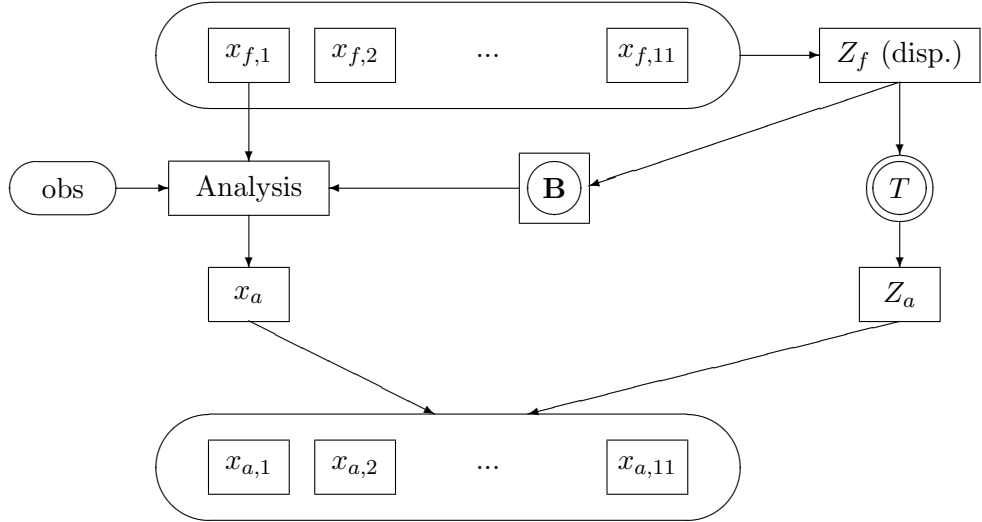 x_{f,1} x_{f,2} ... x_{f,11} Z_f (disp.)
obs Analysis B T
x_a Z_a
x_{a,1} x_{a,2} ... x_{a,11}